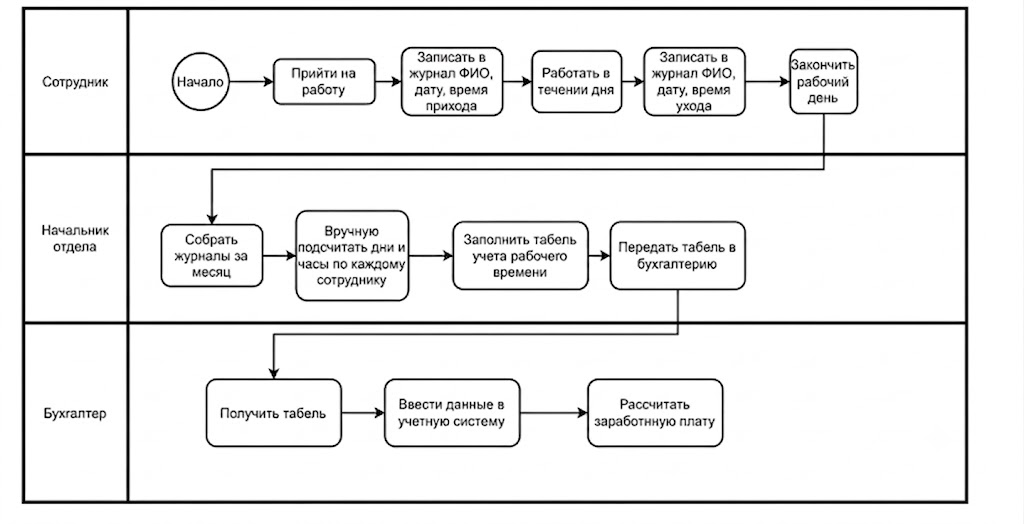 Сотрудник
Начало
Прийти на
работу
Записать в
журнал ФИО,
дату, время
прихода
Работать в
течении дня
Записать в
журнал ФИО,
дату, время
ухода
Закончить
рабочий
день
Начальник
отдела
Собрать
журналы за
месяц
Вручную
подсчитать дни и
часы по каждому
сотруднику
Заполнить табель
учета рабочего
времени
Передать табель в
бухгалтерию
Бухгалтер
Получить табель
Ввести данные в
учетную систему
Рассчитать
заработнную плату